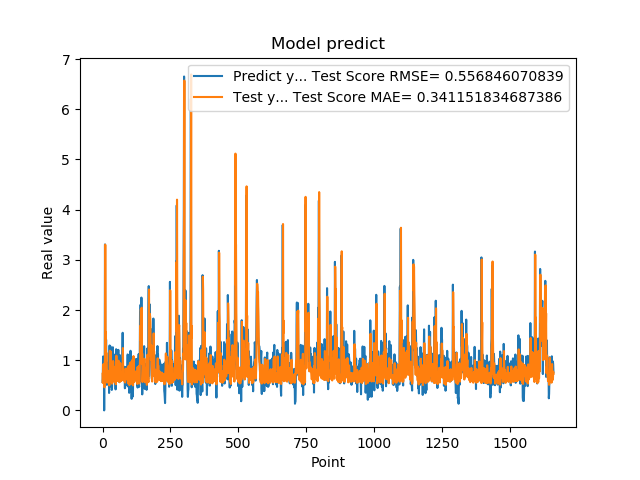 Model predict
Predict y... Test Score RMSE= 0.556846070839
Test y... Test Score MAE= 0.341151834687386
7
6
5
4
3
2
1
0
Real value
0 250 500 750 1000 1250 1500
Point